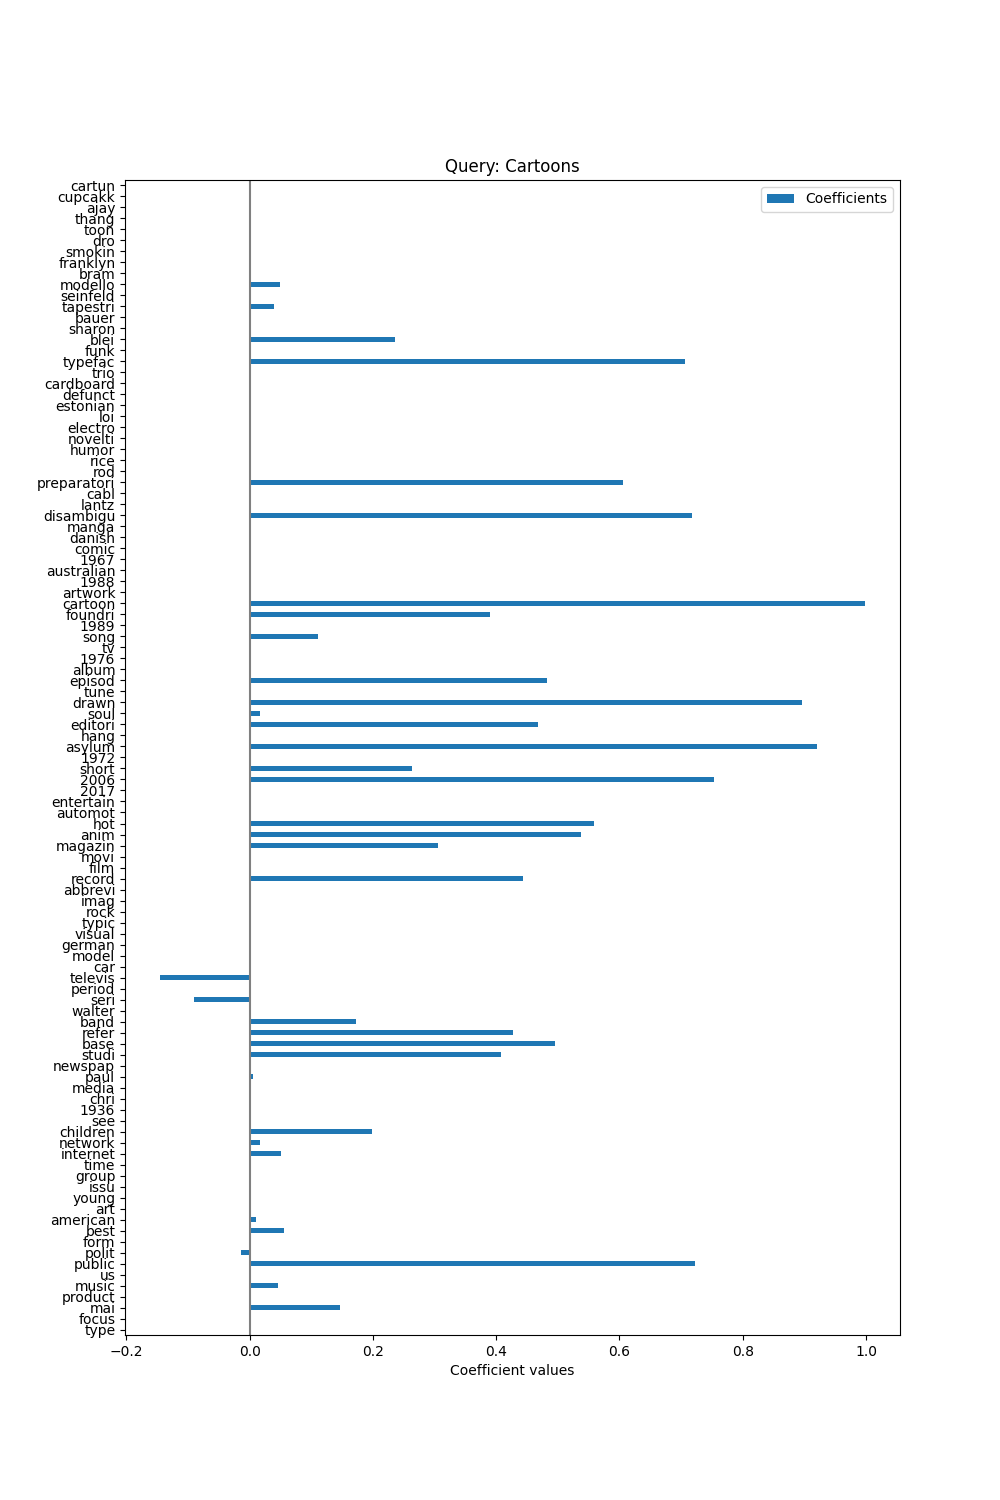 Query: Cartoons
Coefficients
cartun
cupcakk
ajay
thang
toon
dro
smokin
franklyn
bram
modello
seinfeld
tapestri
bauer
sharon
blei
funk
typefac
trio
cardboard
defunct
estonian
loi
electro
novelti
humor
rice
rod
preparatori
cabl
lantz
disambigu
manga
danish
comic
1967
australian
1988
artwork
cartoon
foundri
1989
song
tv
1976
album
episod
tune
drawn
soul
editori
hang
asylum
1972
short
2006
2017
entertain
automot
hot
anim
magazin
movi
film
record
abbrevi
imag
rock
typic
visual
german
model
car
televis
period
seri
walter
band
refer
base
studi
newspap
paul
media
chri
1936
see
children
network
internet
time
group
issu
young
art
american
best
form
polit
public
us
music
product
mai
focus
type
−0.2 0.0 0.2 0.4 0.6 0.8 1.0
Coefficient values